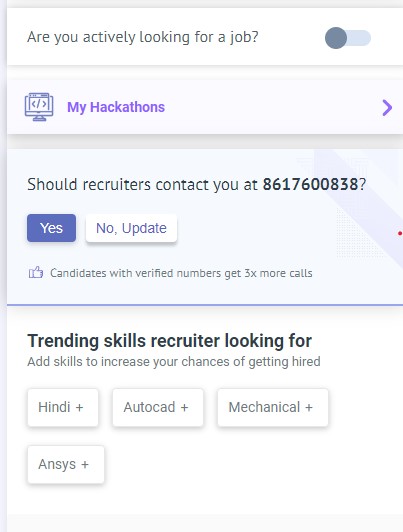 Are you actively looking for a job?
My Hackathons
Should recruiters contact you at 8617600838?
Yes No, Update
Candidates with verified numbers get 3x more calls
Trending skills recruiter looking for
Add skills to increase your chances of getting hired
Hindi + Autocad + Mechanical +
Ansys +